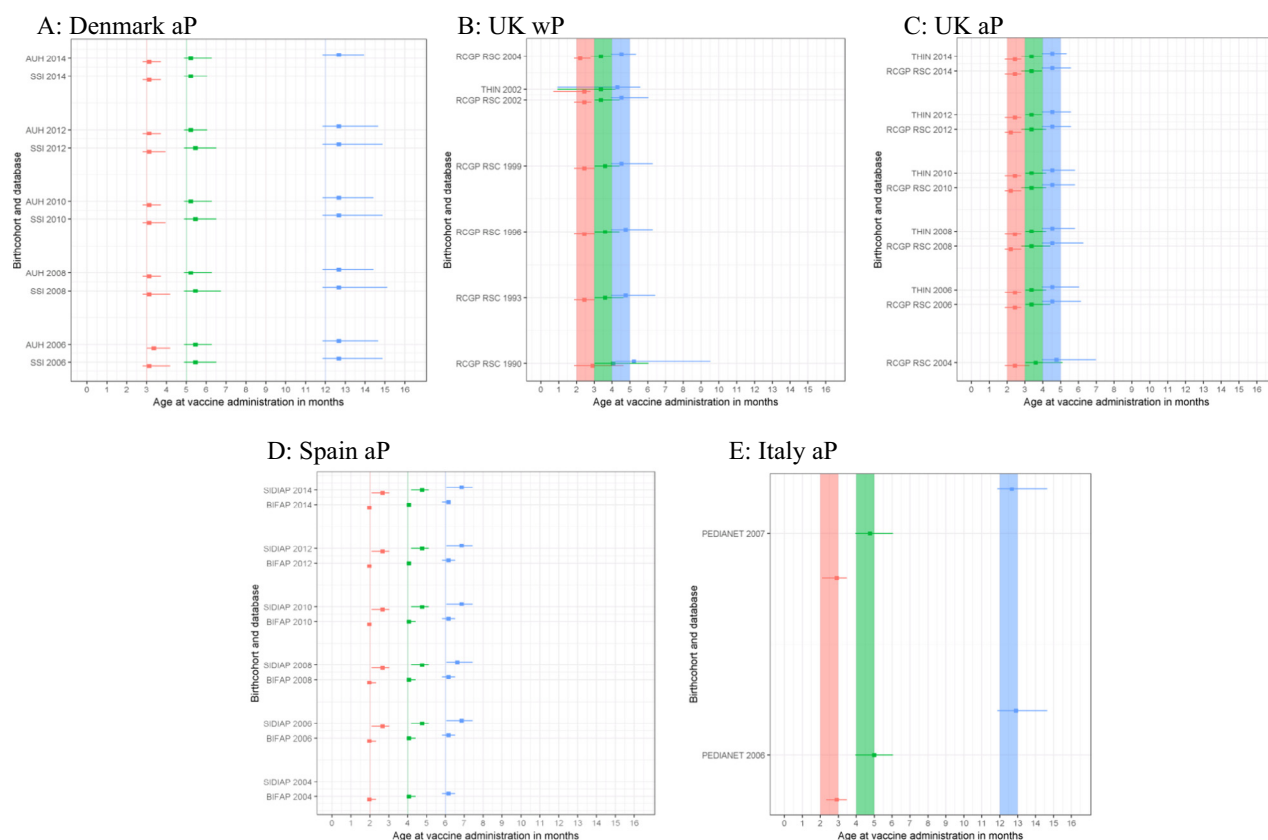 A: Denmark aP
B: UK wP
C: UK aP
Birthcohort and database
AUH 2014
SSI 2014
AUH 2012
SSI 2012
AUH 2010
SSI 2010
AUH 2008
SSI 2008
AUH 2006
SSI 2006
0 1 2 3 4 5 6 7 8 9 10 11 12 13 14 15 16
Age at vaccine administration in months
Birthcohort and database
RCGP RSC 2004
THIN 2002
RCGP RSC 2002
RCGP RSC 1999
RCGP RSC 1996
RCGP RSC 1993
RCGP RSC 1990
0 1 2 3 4 5 6 7 8 9 10 11 12 13 14 15 16
Age at vaccine administration in months
Birthcohort and database
THIN 2014
RCGP RSC 2014
THIN 2012
RCGP RSC 2012
THIN 2010
RCGP RSC 2010
THIN 2008
RCGP RSC 2008
THIN 2006
RCGP RSC 2006
RCGP RSC 2004
0 1 2 3 4 5 6 7 8 9 10 11 12 13 14 15 16
Age at vaccine administration in months
D: Spain aP
E: Italy aP
Birthcohort and database
SIDIAP 2014
BIFAP 2014
SIDIAP 2012
BIFAP 2012
SIDIAP 2010
BIFAP 2010
SIDIAP 2008
BIFAP 2008
SIDIAP 2006
BIFAP 2006
SIDIAP 2004
BIFAP 2004
0 1 2 3 4 5 6 7 8 9 10 11 12 13 14 15 16
Age at vaccine administration in months
Birthcohort and database
PEDIANET 2007
PEDIANET 2006
0 1 2 3 4 5 6 7 8 9 10 11 12 13 14 15 16
Age at vaccine administration in months